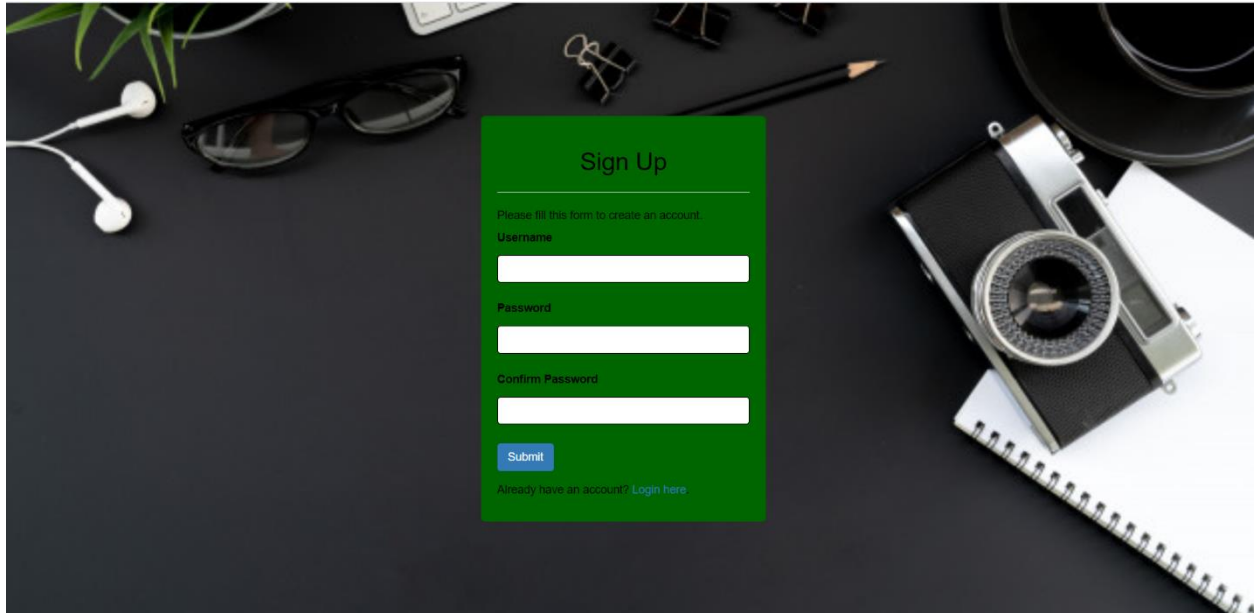 Sign Up
Please fill this form to create an account.
Username
Password
Confirm Password
Submit
Already have an account? Login here.